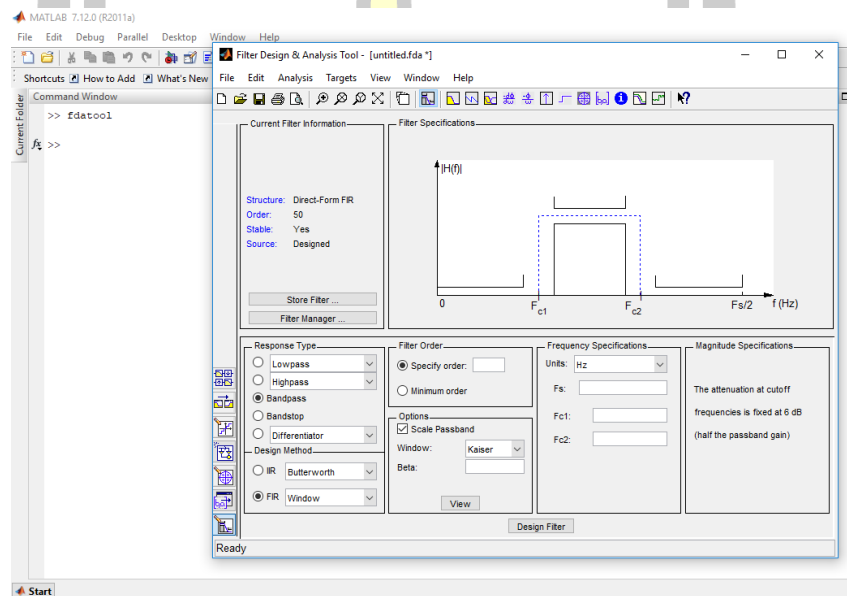 MATLAB 7.12.0 (R2011a)
File Edit Debug Parallel Desktop Window Help
Shortcuts How to Add What's New
Current Folder
Command Window
>> fdatool
fx >>
Filter Design & Analysis Tool - [untitled.fda *]
File Edit Analysis Targets View Window Help
Current Filter Information
Structure: Direct-Form FIR
Order: 50
Stable: Yes
Source: Designed
Store Filter ...
Filter Manager ...
Filter Specifications
|H(f)|
0 Fc1 Fc2 Fs/2 f (Hz)
Response Type
Lowpass
Highpass
Bandpass
Bandstop
Differentiator
Design Method
IIR Butterworth
FIR Window
Filter Order
Specify order:
Minimum order
Options
Scale Passband
Window: Kaiser
Beta:
View
Frequency Specifications
Units: Hz
Fs:
Fc1:
Fc2:
Magnitude Specifications
The attenuation at cutoff
frequencies is fixed at 6 dB
(half the passband gain)
Design Filter
Ready
Start